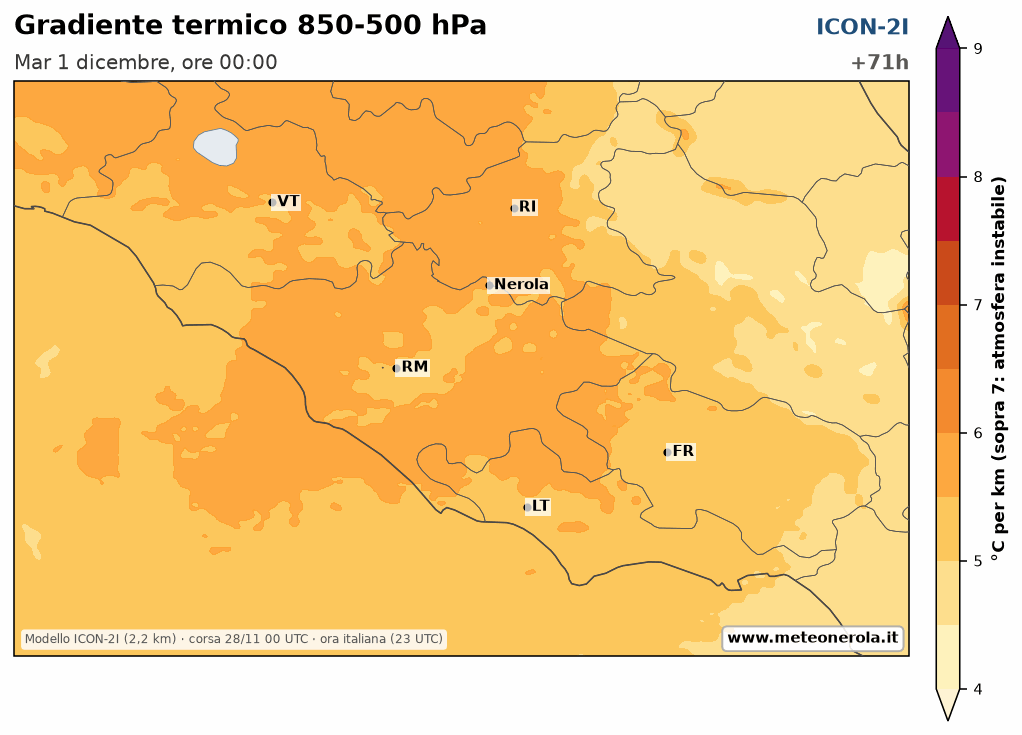 Gradiente termico 850-500 hPa
ICON-2I
Mar 1 dicembre, ore 00:00
+71h
VT
RI
Nerola
RM
FR
LT
Modello ICON-2I (2,2 km) · corsa 28/11 00 UTC · ora italiana (23 UTC)
www.meteonerola.it
9
8
7
6
5
4
°C per km (sopra 7: atmosfera instabile)